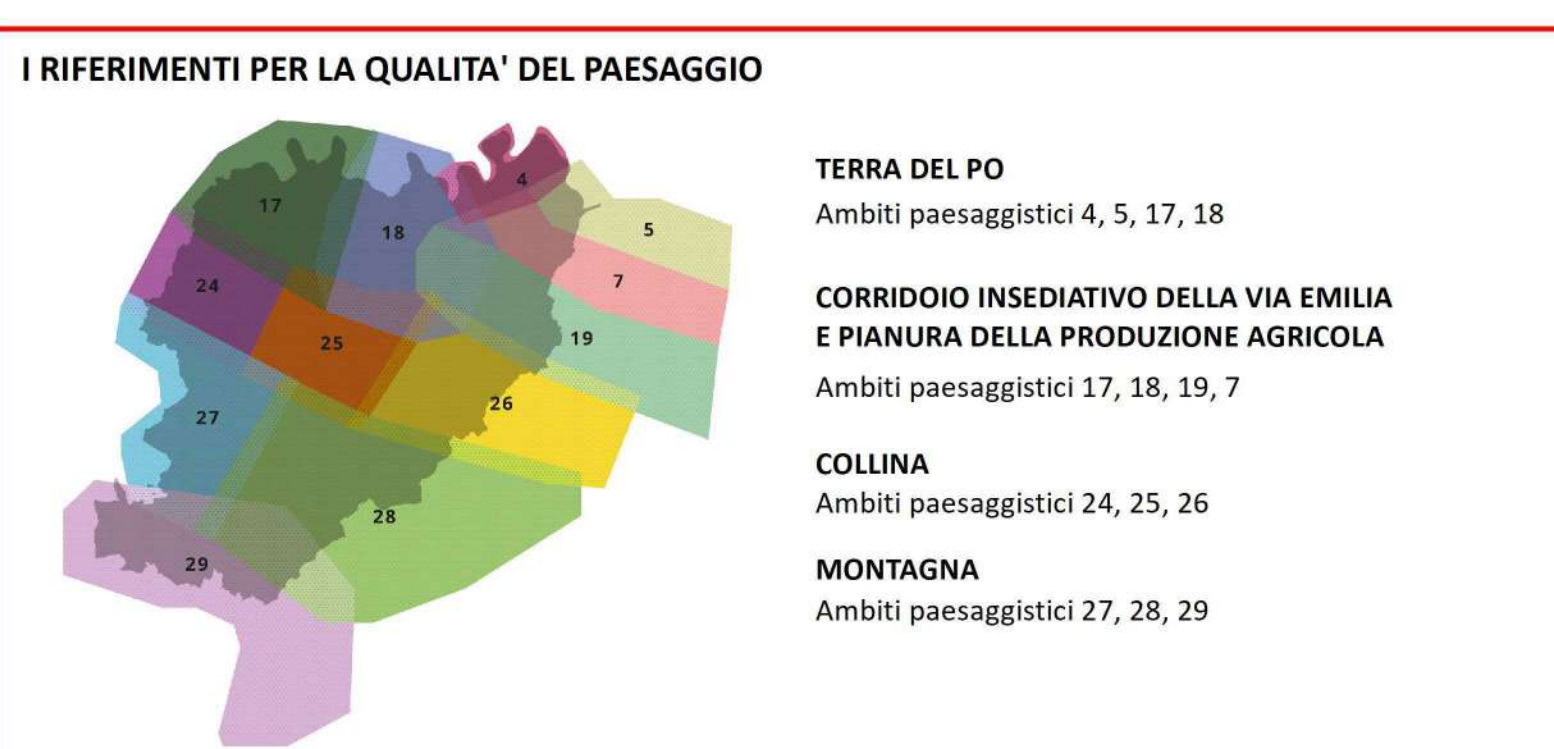 I RIFERIMENTI PER LA QUALITA' DEL PAESAGGIO
4
17
5
18
7
24
19
25
26
27
28
29
TERRA DEL PO
Ambiti paesaggistici 4, 5, 17, 18
CORRIDOIO INSEDIATIVO DELLA VIA EMILIA
E PIANURA DELLA PRODUZIONE AGRICOLA
Ambiti paesaggistici 17, 18, 19, 7
COLLINA
Ambiti paesaggistici 24, 25, 26
MONTAGNA
Ambiti paesaggistici 27, 28, 29